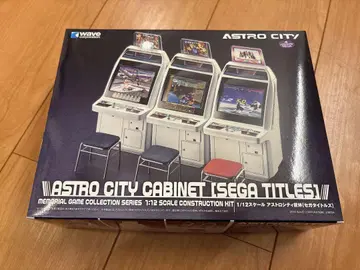 wave
ASTRO CITY
ASTRO CITY CABINET [SEGA TITLES]
MEMORIAL GAME COLLECTION SERIES 1:12 SCALE CONSTRUCTION KIT 1/12スケール アストロシティ筐体[セガタイトルズ]